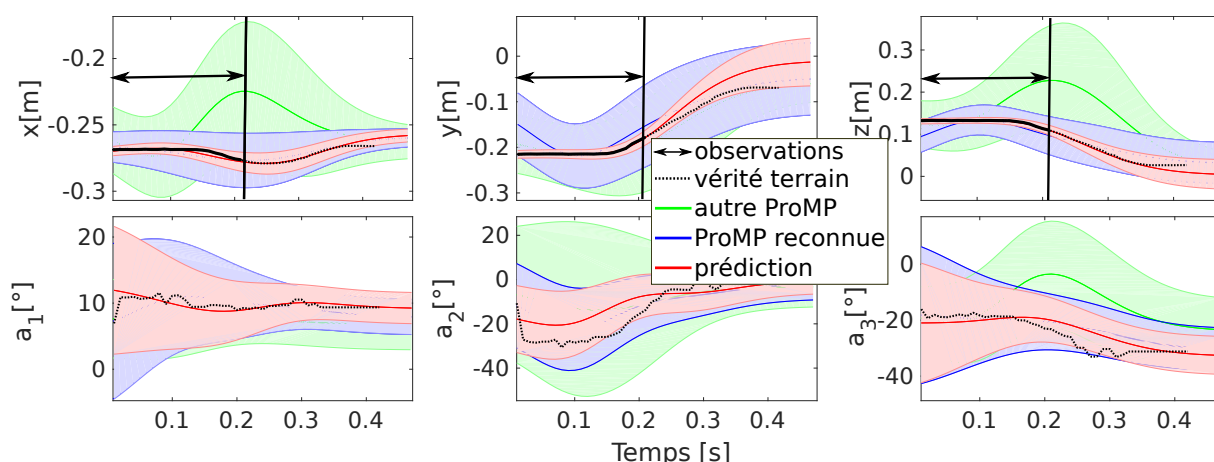 -0.2
-0.25
-0.3
x[m]
0
-0.1
-0.2
-0.3
y[m]
0.3
0.2
0.1
0
z[m]
observations
vérité terrain
autre ProMP
ProMP reconnue
prédiction
20
10
0
a1[°]
0.1 0.2 0.3 0.4
20
0
-20
-40
a2[°]
0.1 0.2 0.3 0.4
Temps [s]
0
-20
-40
a3[°]
0.1 0.2 0.3 0.4